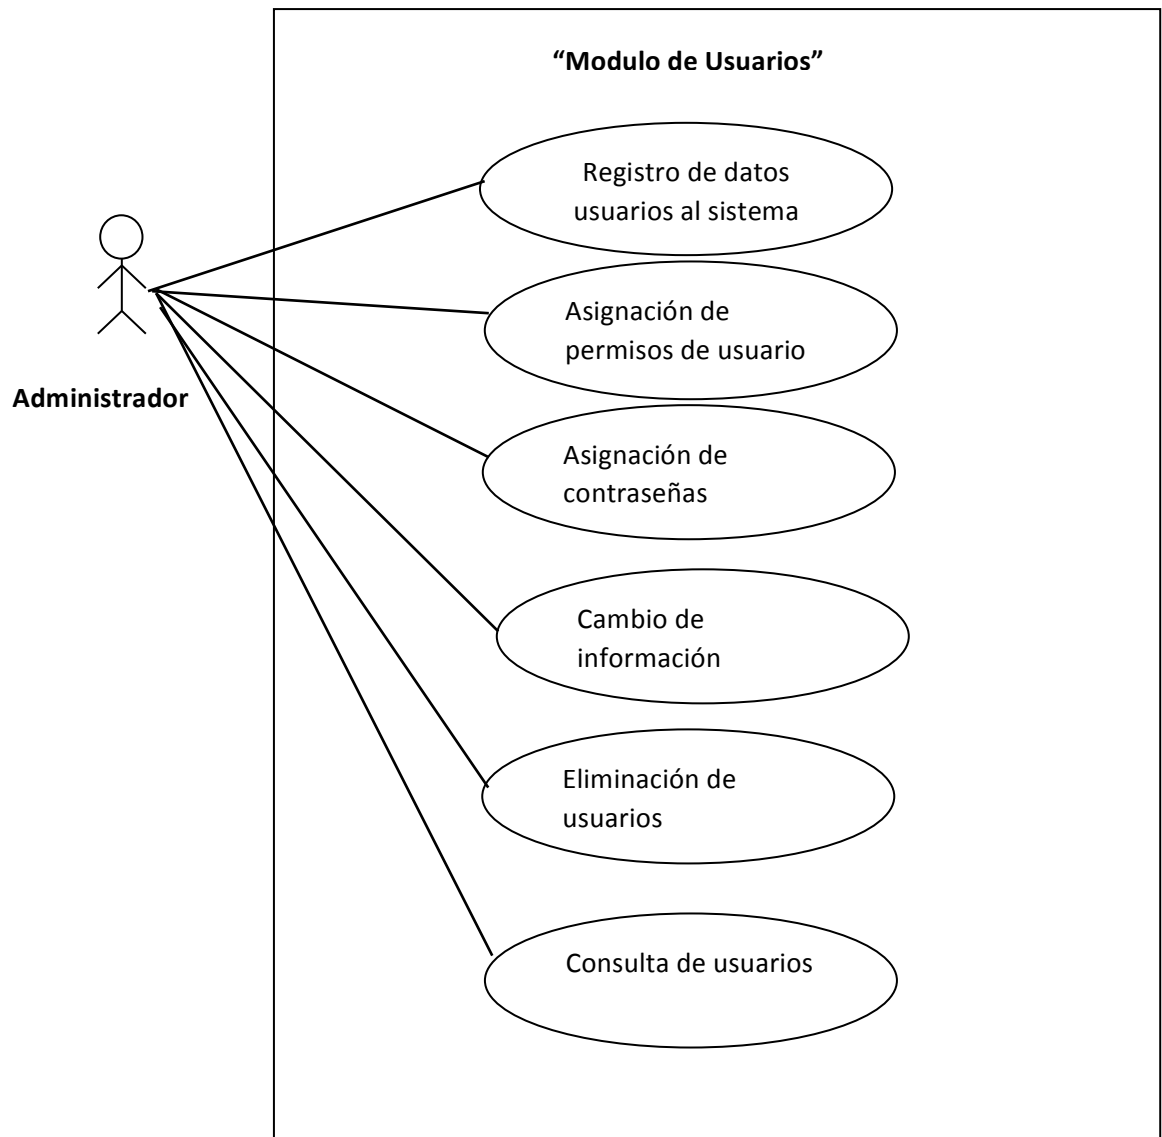 “Modulo de Usuarios”
Registro de datos
usuarios al sistema
Asignación de
permisos de usuario
Administrador
Asignación de
contraseñas
Cambio de
información
Eliminación de
usuarios
Consulta de usuarios